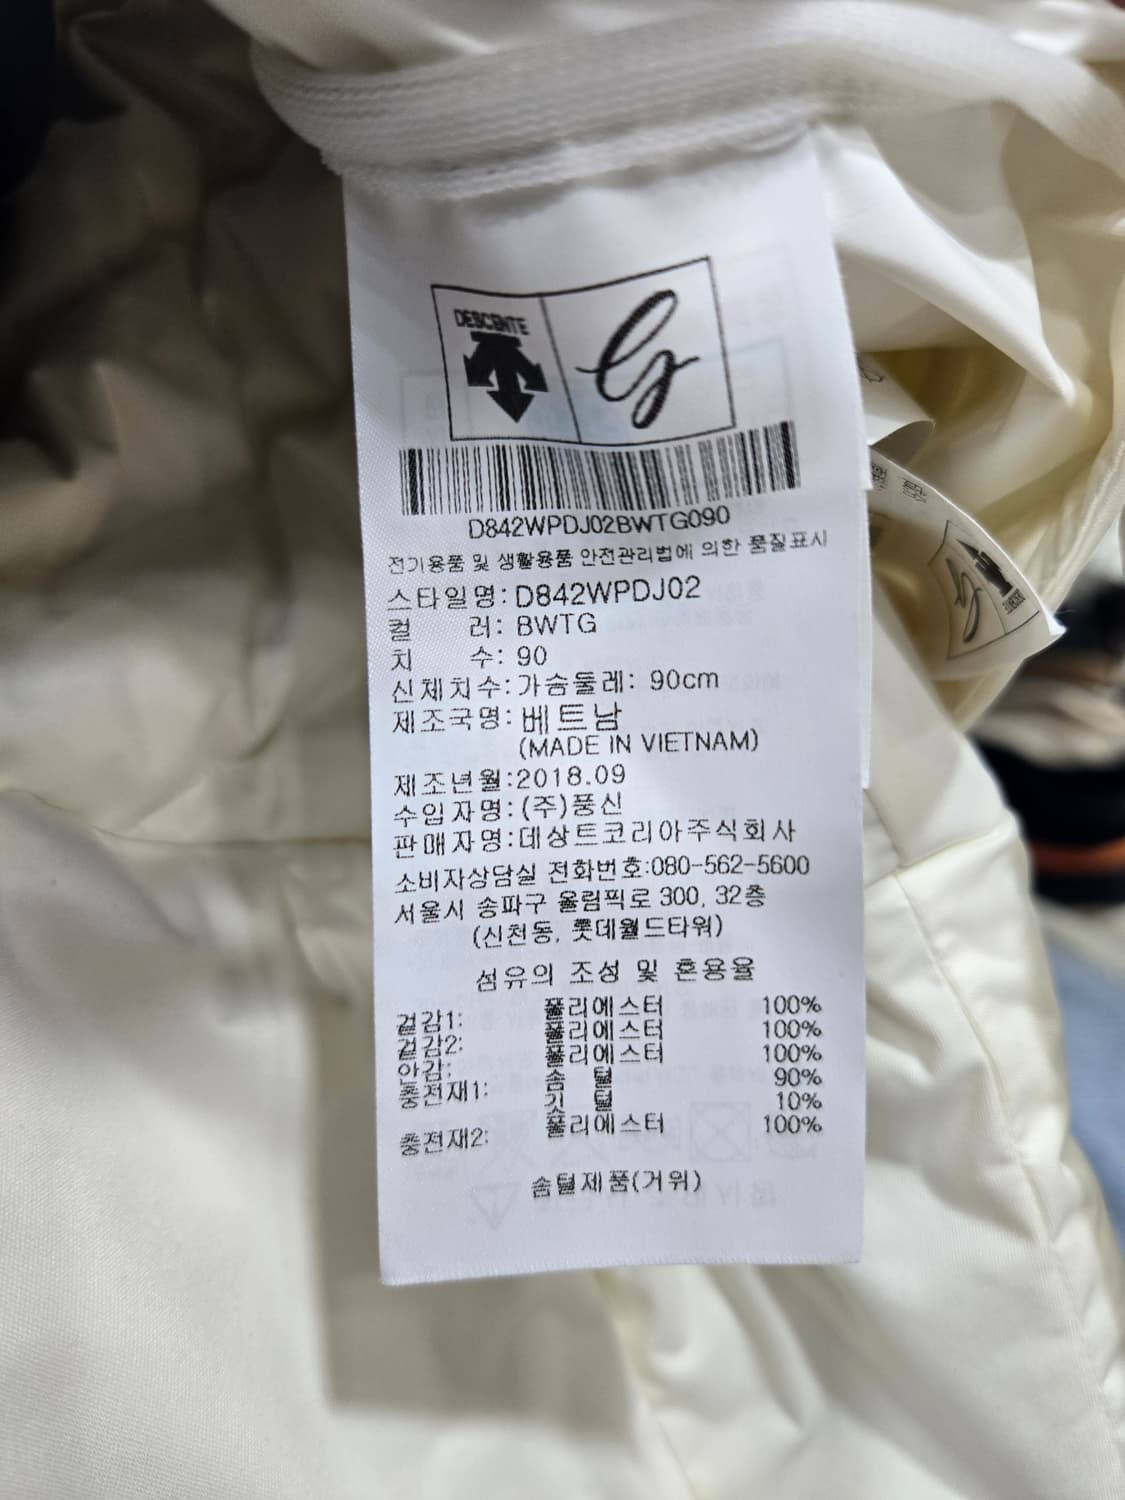 DESCENTE
D842WPDJ02BWTG090
전기용품 및 생활용품 안전관리법에 의한 품질표시
스타일명: D842WPDJ02
컬 러: BWTG
치 수: 90
신체치수: 가슴둘레: 90cm
제조국명: 베트남
(MADE IN VIETNAM)
제조년월:2018.09
수입자명:(주)풍신
판매자명:데상트코리아주식회사
소비자상담실 전화번호:080-562-5600
서울시 송파구 올림픽로 300, 32층
(신천동, 롯데월드타워)
섬유의 조성 및 혼용율
겉감1: 폴리에스터 100%
겉감2: 폴리에스터 100%
안감: 폴리에스터 100%
충전재1: 솜 털 90%
깃 털 10%
충전재2: 폴리에스터 100%
솜털제품(거위)